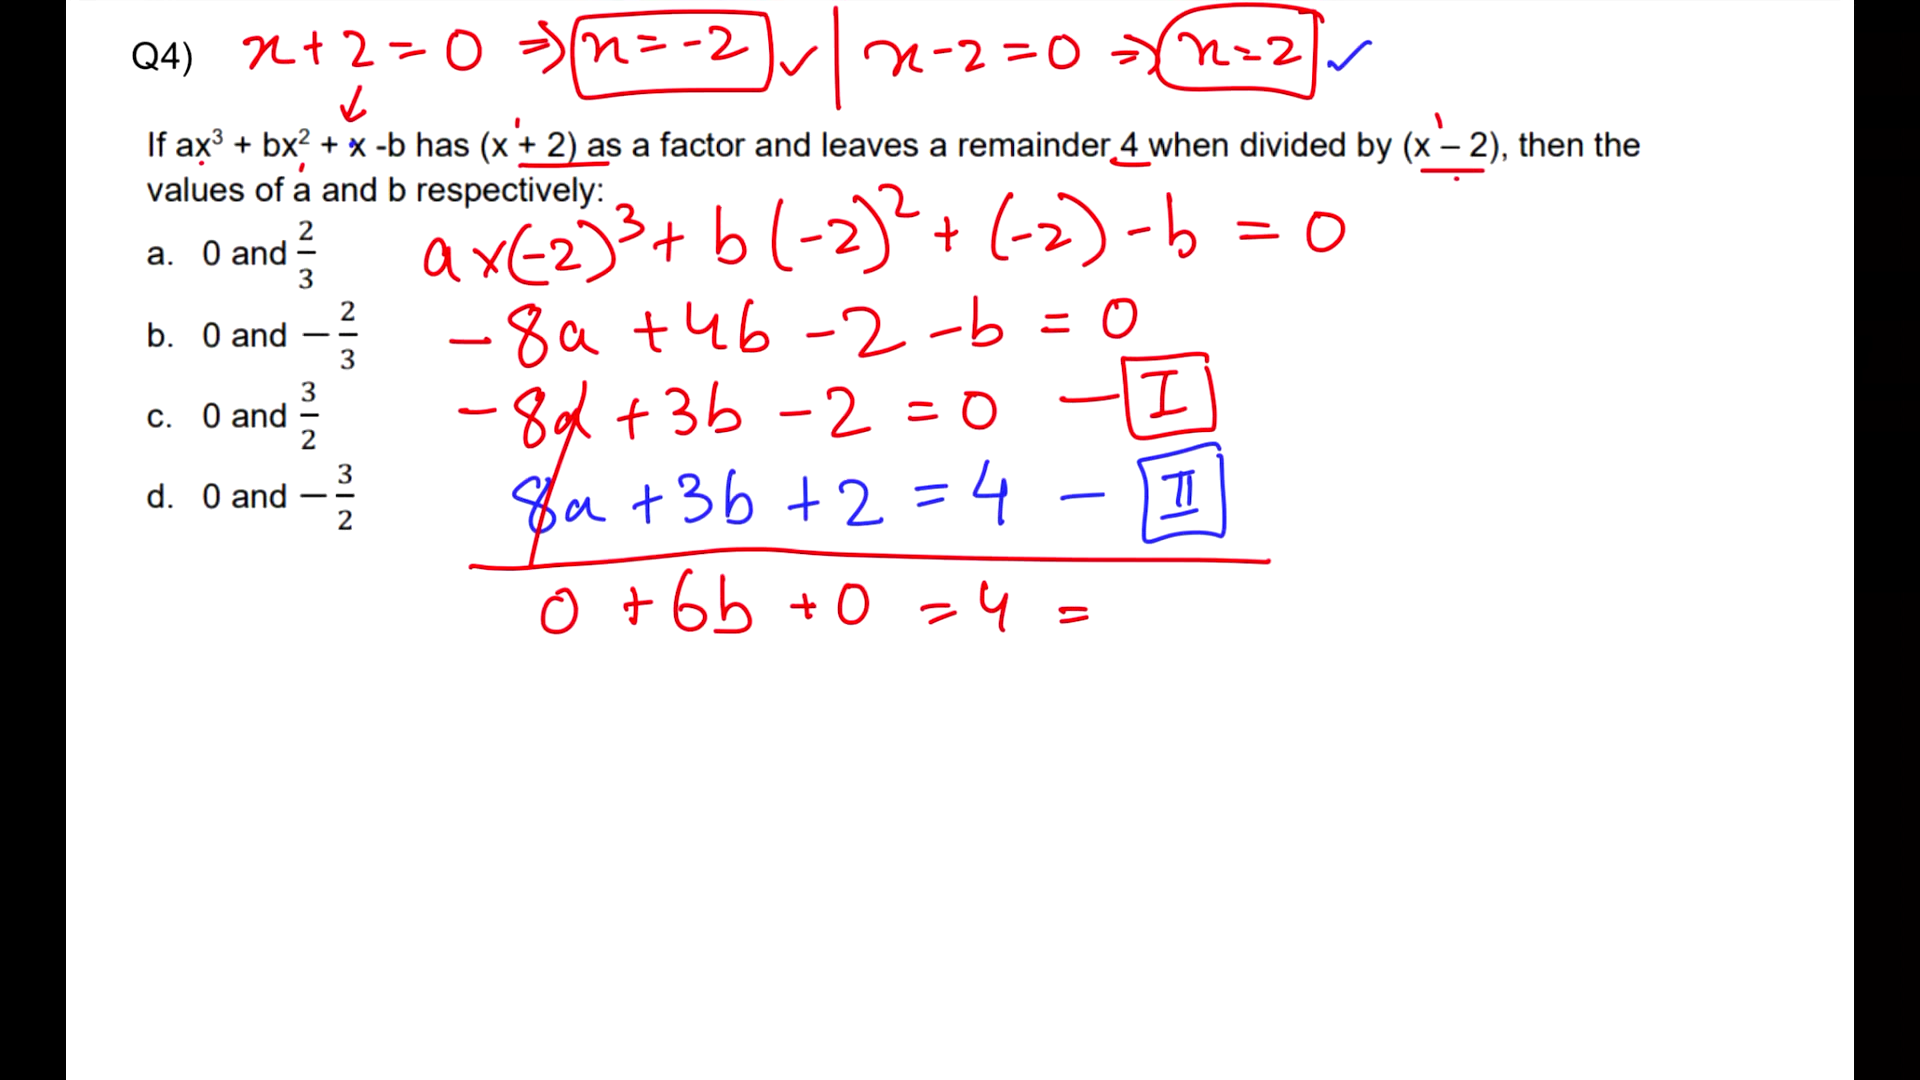 Q4) x+2=0 ⇒ x=-2 ✓ | x-2=0 ⇒ x=2 ✓
If ax³ + bx² + x -b has (x + 2) as a factor and leaves a remainder 4 when divided by (x – 2), then the
values of a and b respectively:
a×(-2)³ + b(-2)² + (-2) - b = 0
a. 0 and 2/3
-8a + 4b - 2 - b = 0
b. 0 and −2/3
-8a + 3b - 2 = 0 - I
c. 0 and 3/2
8a + 3b + 2 = 4 - II
d. 0 and −3/2
0 + 6b + 0 = 4 =